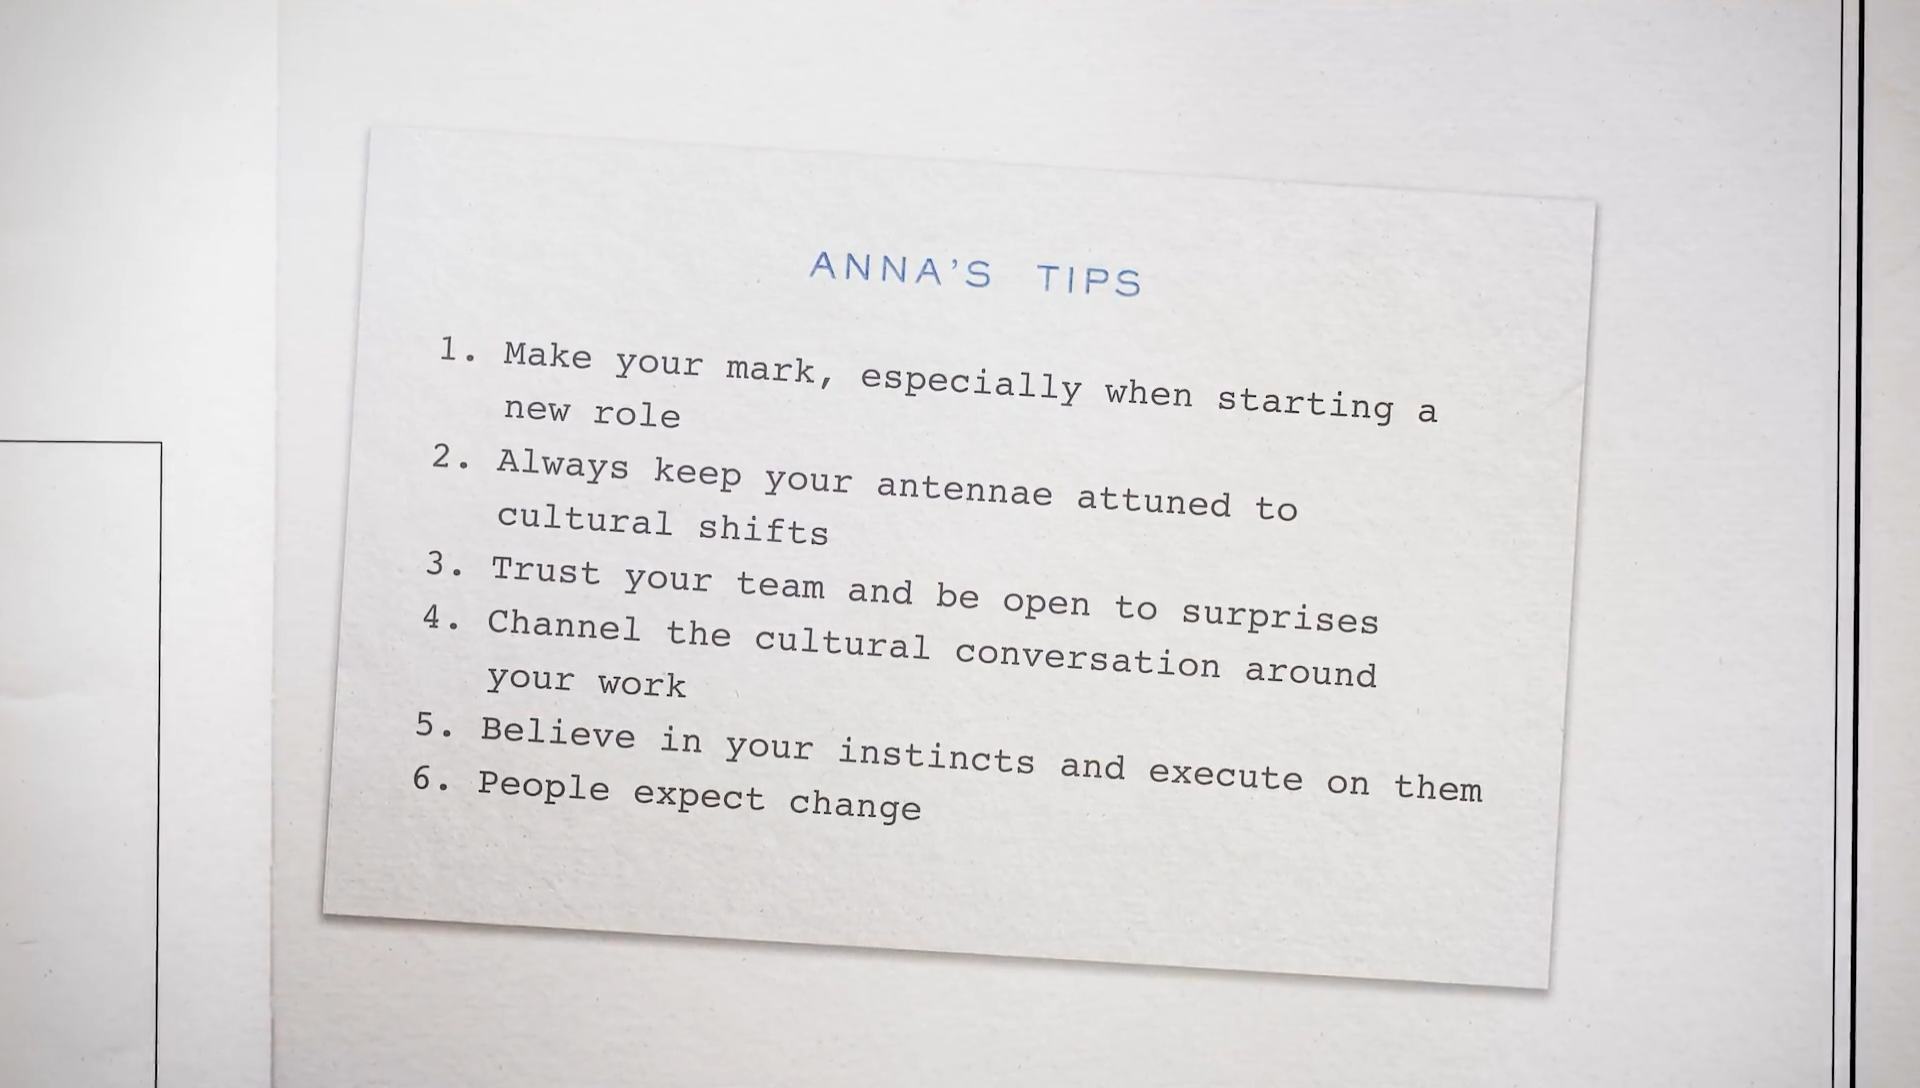 ANNA'S TIPS
1. Make your mark, especially when starting a
new role
2. Always keep your antennae attuned to
cultural shifts
3. Trust your team and be open to surprises
4. Channel the cultural conversation around
your work
5. Believe in your instincts and execute on them
6. People expect change